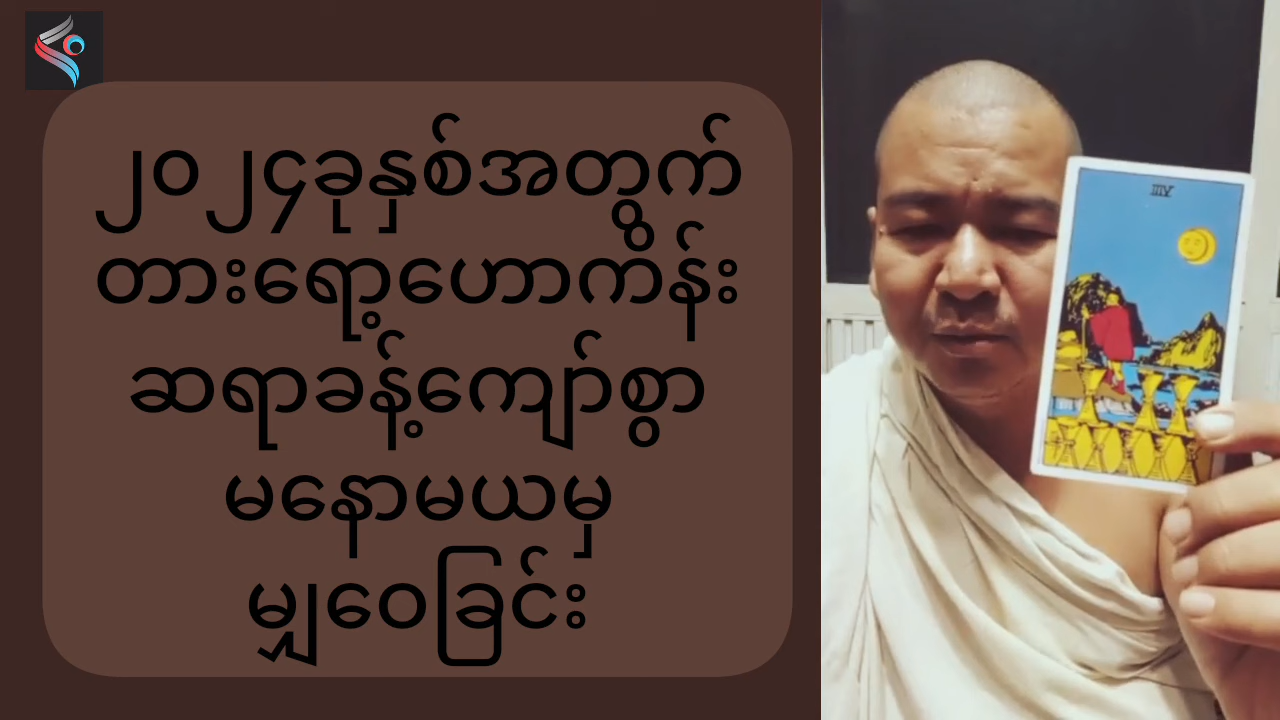 ၂၀၂၄ခုနှစ်အတွက်
တားရော့ဟောကိန်း
ဆရာခန့်ကျော်စွာ
မနောမယမှ
မျှဝေခြင်း
VIII